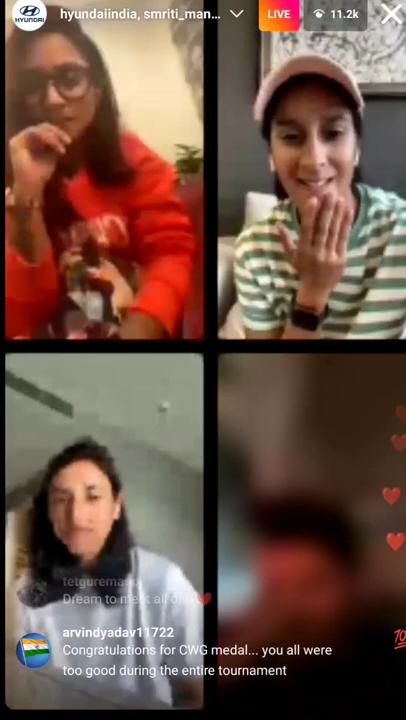 HYUNDAI
hyundaiindia, smriti_man...
LIVE
11.2k
Dream to meet all
arvindyadav11722
Congratulations for CWG medal... you all were
too good during the entire tournament